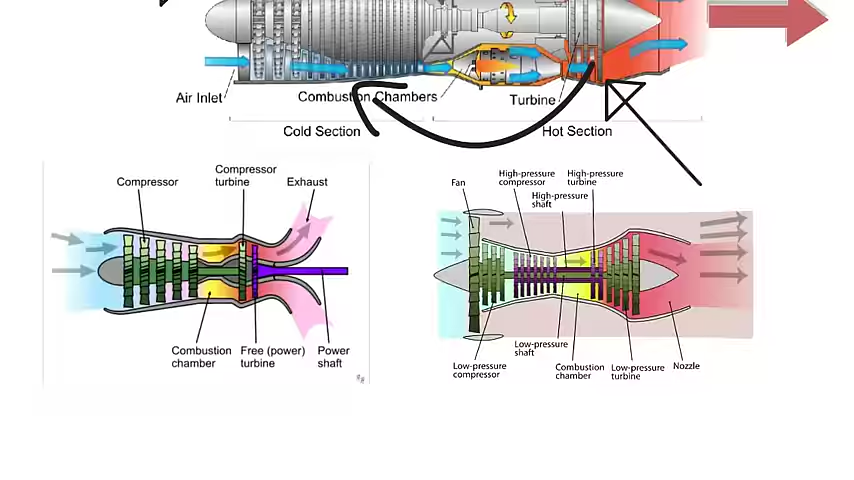 Air Inlet
Combustion Chambers
Turbine
Cold Section
Hot Section
Compressor
Compressor
turbine
Exhaust
Combustion
chamber
Free (power)
turbine
Power
shaft
Fan
High-pressure
compressor
High-pressure
turbine
High-pressure
shaft
Low-pressure
compressor
Low-pressure
shaft
Combustion
chamber
Low-pressure
turbine
Nozzle